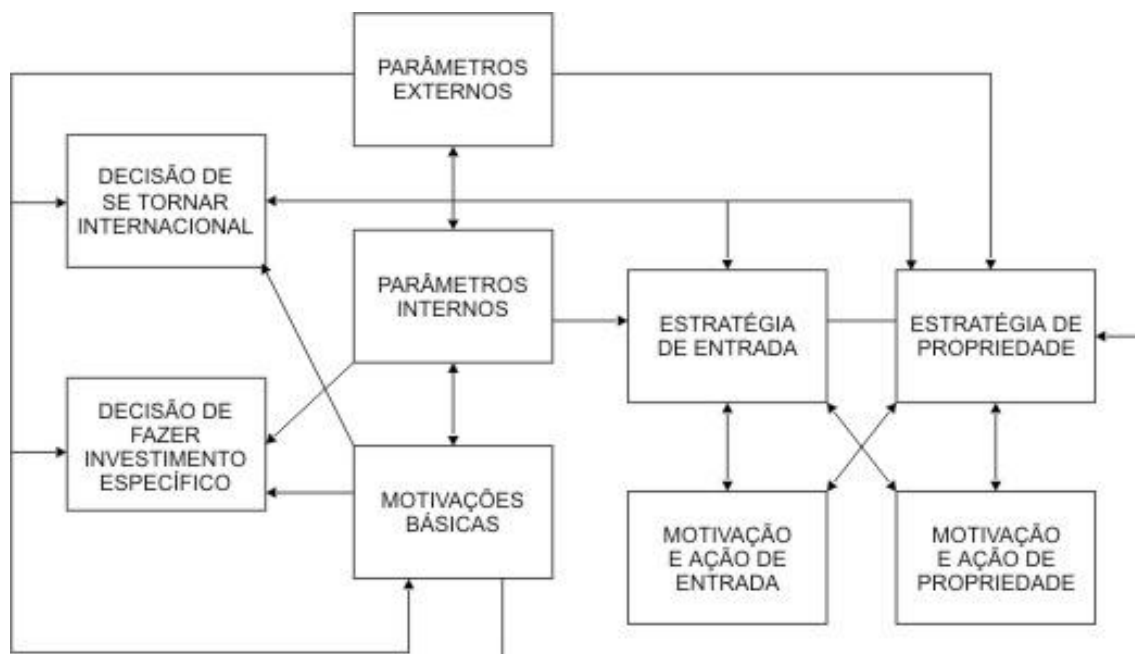 PARÂMETROS
EXTERNOS
DECISÃO DE
SE TORNAR
INTERNACIONAL
PARÂMETROS
INTERNOS
ESTRATÉGIA
DE ENTRADA
ESTRATÉGIA DE
PROPRIEDADE
DECISÃO DE
FAZER
INVESTIMENTO
ESPECÍFICO
MOTIVAÇÕES
BÁSICAS
MOTIVAÇÃO
E AÇÃO DE
ENTRADA
MOTIVAÇÃO
E AÇÃO DE
PROPRIEDADE